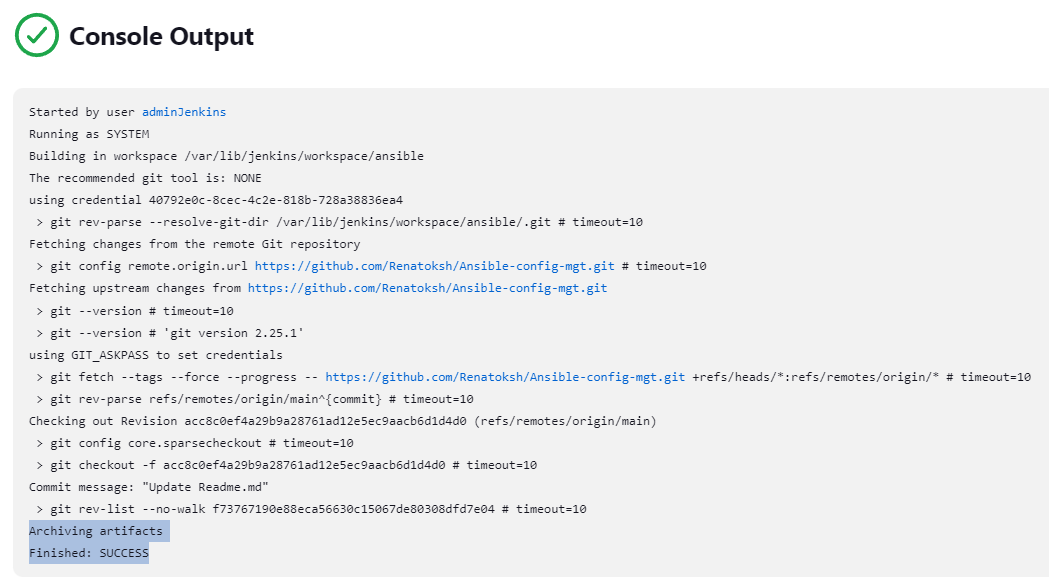 Console Output
Started by user adminJenkins
Running as SYSTEM
Building in workspace /var/lib/jenkins/workspace/ansible
The recommended git tool is: NONE
using credential 40792e0c-8cec-4c2e-818b-728a38836ea4
 > git rev-parse --resolve-git-dir /var/lib/jenkins/workspace/ansible/.git # timeout=10
Fetching changes from the remote Git repository
 > git config remote.origin.url https://github.com/Renatoksh/Ansible-config-mgt.git # timeout=10
Fetching upstream changes from https://github.com/Renatoksh/Ansible-config-mgt.git
 > git --version # timeout=10
 > git --version # 'git version 2.25.1'
using GIT_ASKPASS to set credentials
 > git fetch --tags --force --progress -- https://github.com/Renatoksh/Ansible-config-mgt.git +refs/heads/*:refs/remotes/origin/* # timeout=10
 > git rev-parse refs/remotes/origin/main^{commit} # timeout=10
Checking out Revision acc8c0ef4a29b9a28761ad12e5ec9aacb6d1d4d0 (refs/remotes/origin/main)
 > git config core.sparsecheckout # timeout=10
 > git checkout -f acc8c0ef4a29b9a28761ad12e5ec9aacb6d1d4d0 # timeout=10
Commit message: "Update Readme.md"
 > git rev-list --no-walk f73767190e88eca56630c15067de80308dfd7e04 # timeout=10
Archiving artifacts
Finished: SUCCESS